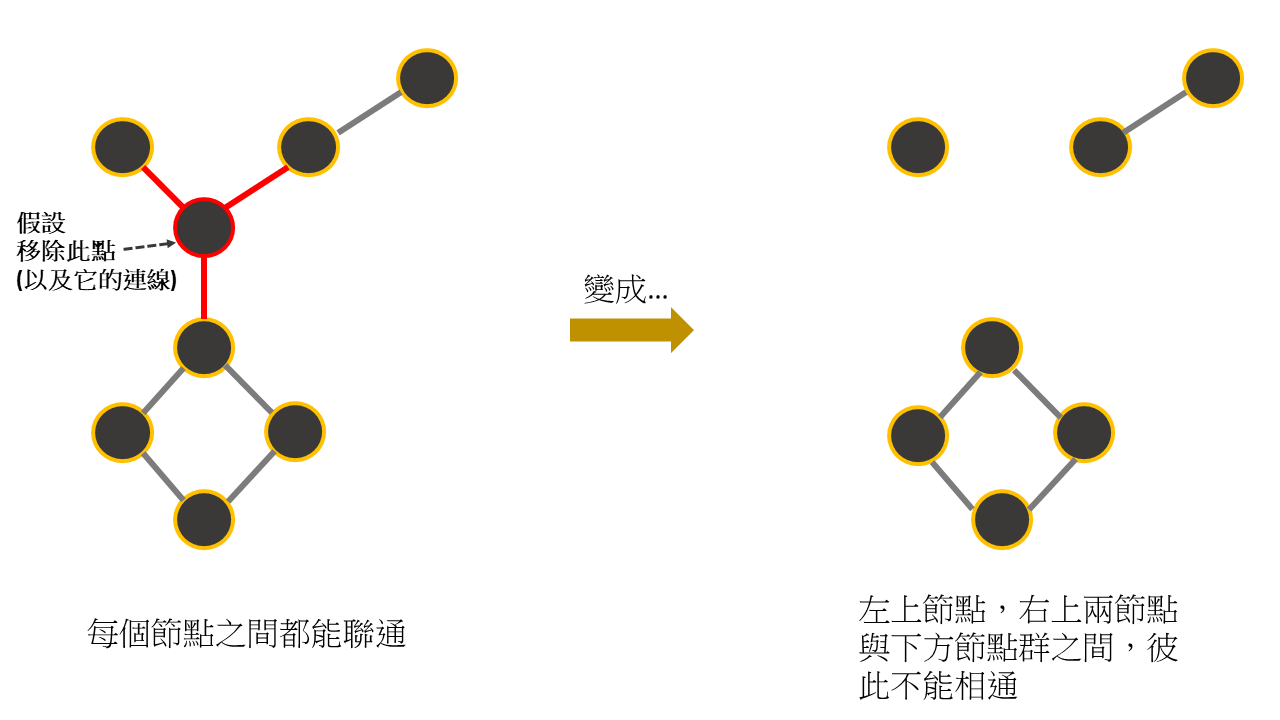 假設
移除此點
(以及它的連線)
變成...
每個節點之間都能聯通
左上節點，右上兩節點
與下方節點群之間，彼
此不能相通